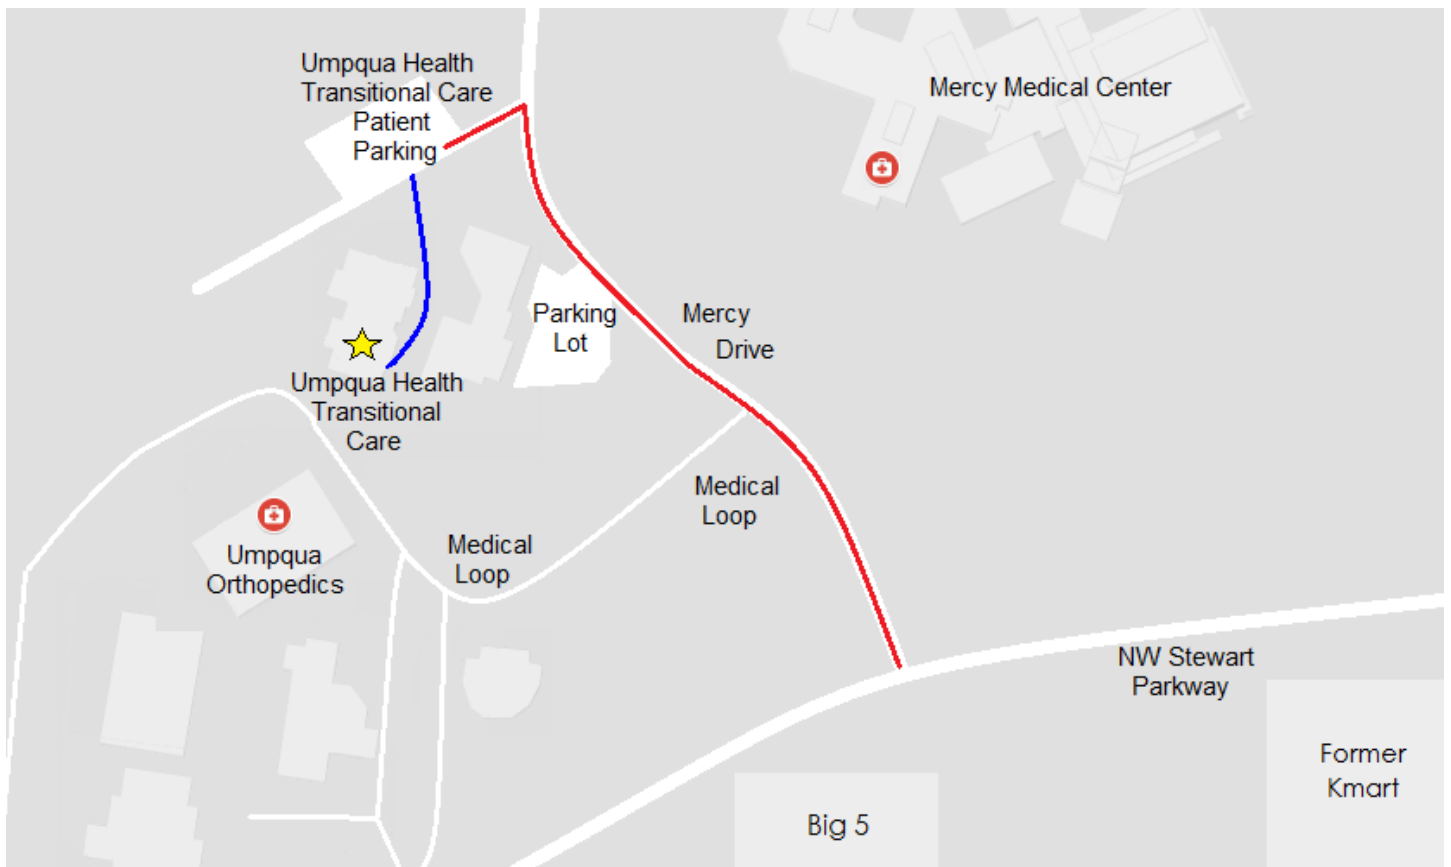 Umpqua Health
Transitional Care
Patient
Parking
Mercy Medical Center
Parking
Lot
Mercy
Drive
Umpqua Health
Transitional
Care
Medical
Loop
Medical
Loop
Umpqua
Orthopedics
NW Stewart
Parkway
Former
Kmart
Big 5